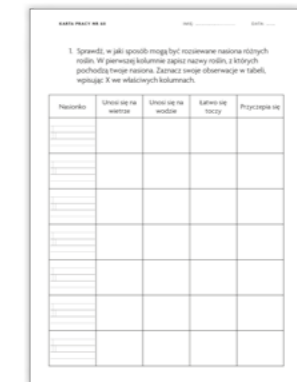 KARTA PRACY NR
IMIĘ
DATA
1. Sprawdź, w jaki sposób mogą być rozsiewane nasiona różnych
roślin. W pierwszej kolumnie zapisz nazwy roślin, z których
pochodzą twoje nasiona. Zaznacz swoje obserwacje w tabeli,
wpisując X we właściwych kolumnach.
Nasionko
Unosi się na
wietrze
Unosi się na
wodzie
Łatwo się
toczy
Przyczepia się